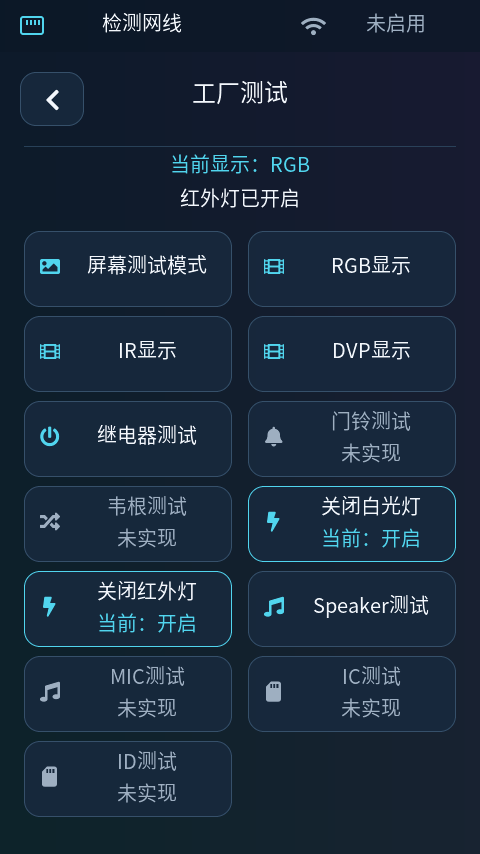 检测网线
未启用
工厂测试
当前显示：RGB
红外灯已开启
屏幕测试模式
RGB显示
IR显示
DVP显示
继电器测试
门铃测试
未实现
韦根测试
未实现
关闭白光灯
当前：开启
关闭红外灯
当前：开启
Speaker测试
MIC测试
未实现
IC测试
未实现
ID测试
未实现